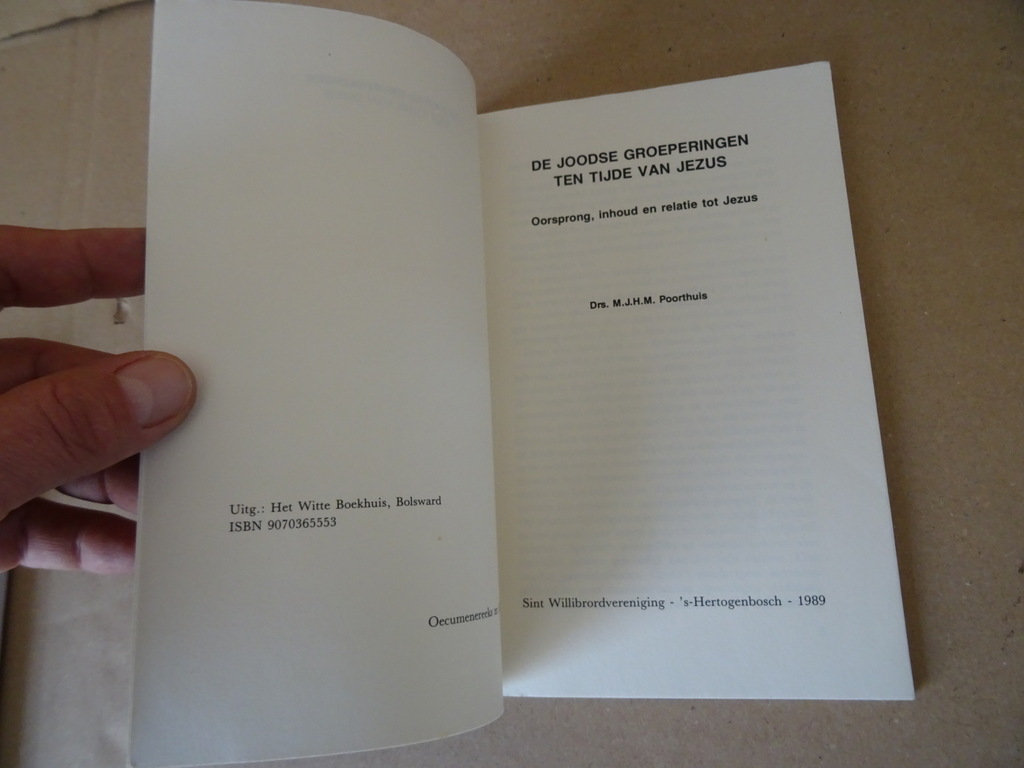 Uitg.: Het Witte Boekhuis, Bolsward
ISBN 9070365553
Oecumenereeks
DE JOODSE GROEPERINGEN
TEN TIJDE VAN JEZUS
Oorsprong, inhoud en relatie tot Jezus
Drs. M.J.H.M. Poorthuis
Sint Willibrordvereniging - 's-Hertogenbosch - 1989